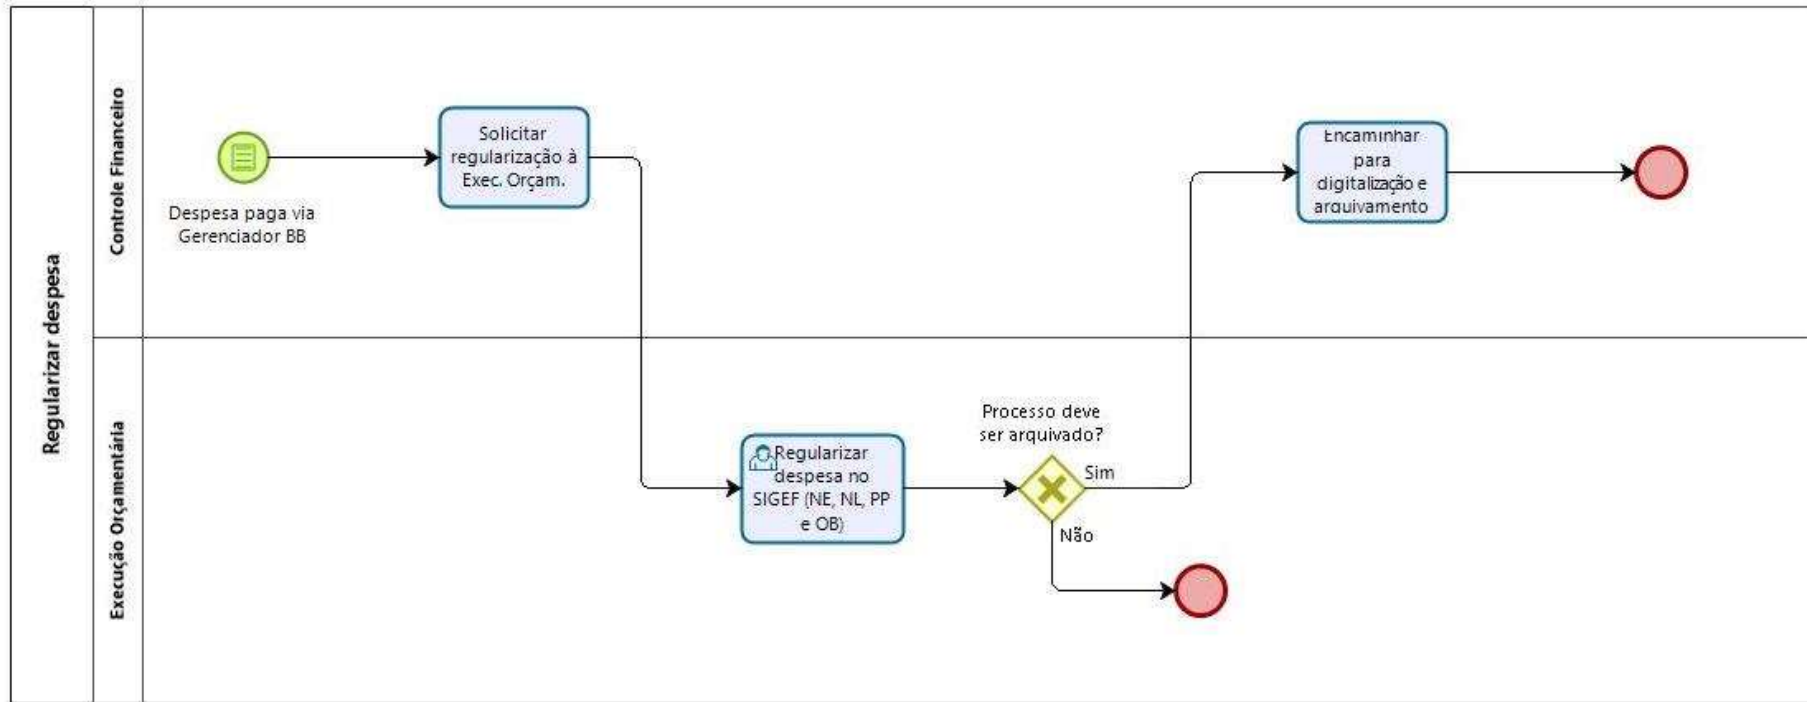 Regularizar despesa
Controle Financeiro
Despesa paga via
Gerenciador BB
Solicitar
regularização à
Exec. Orçam.
Encaminhar
para
digitalização e
arquivamento
Execução Orçamentária
Regularizar
despesa no
SIGEF (NE, NL, PP
e OB)
Processo deve
ser arquivado?
Sim
Não